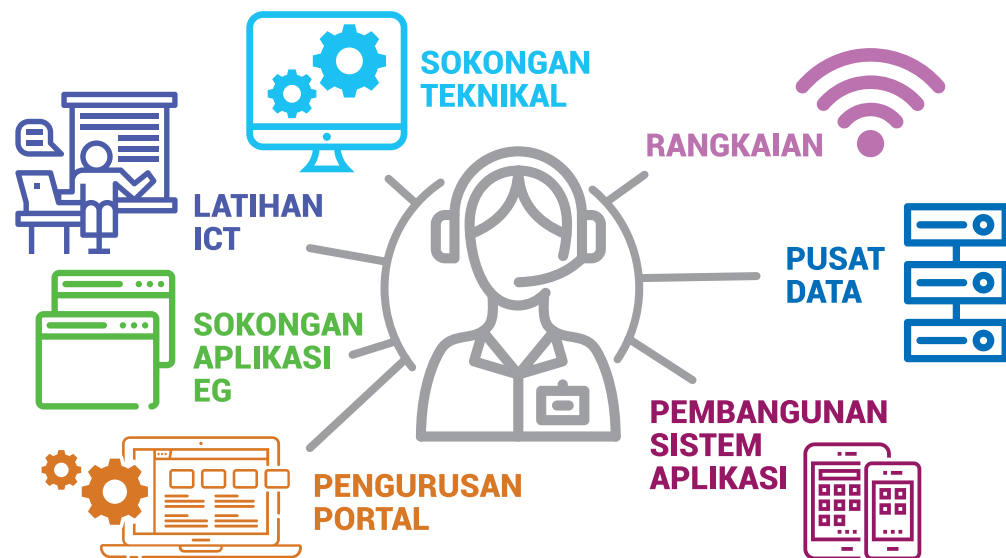 SOKONGAN
TEKNIKAL
RANGKAIAN
LATIHAN
ICT
PUSAT
DATA
SOKONGAN
APLIKASI
EG
PEMBANGUNAN
SISTEM
APLIKASI
PENGURUSAN
PORTAL